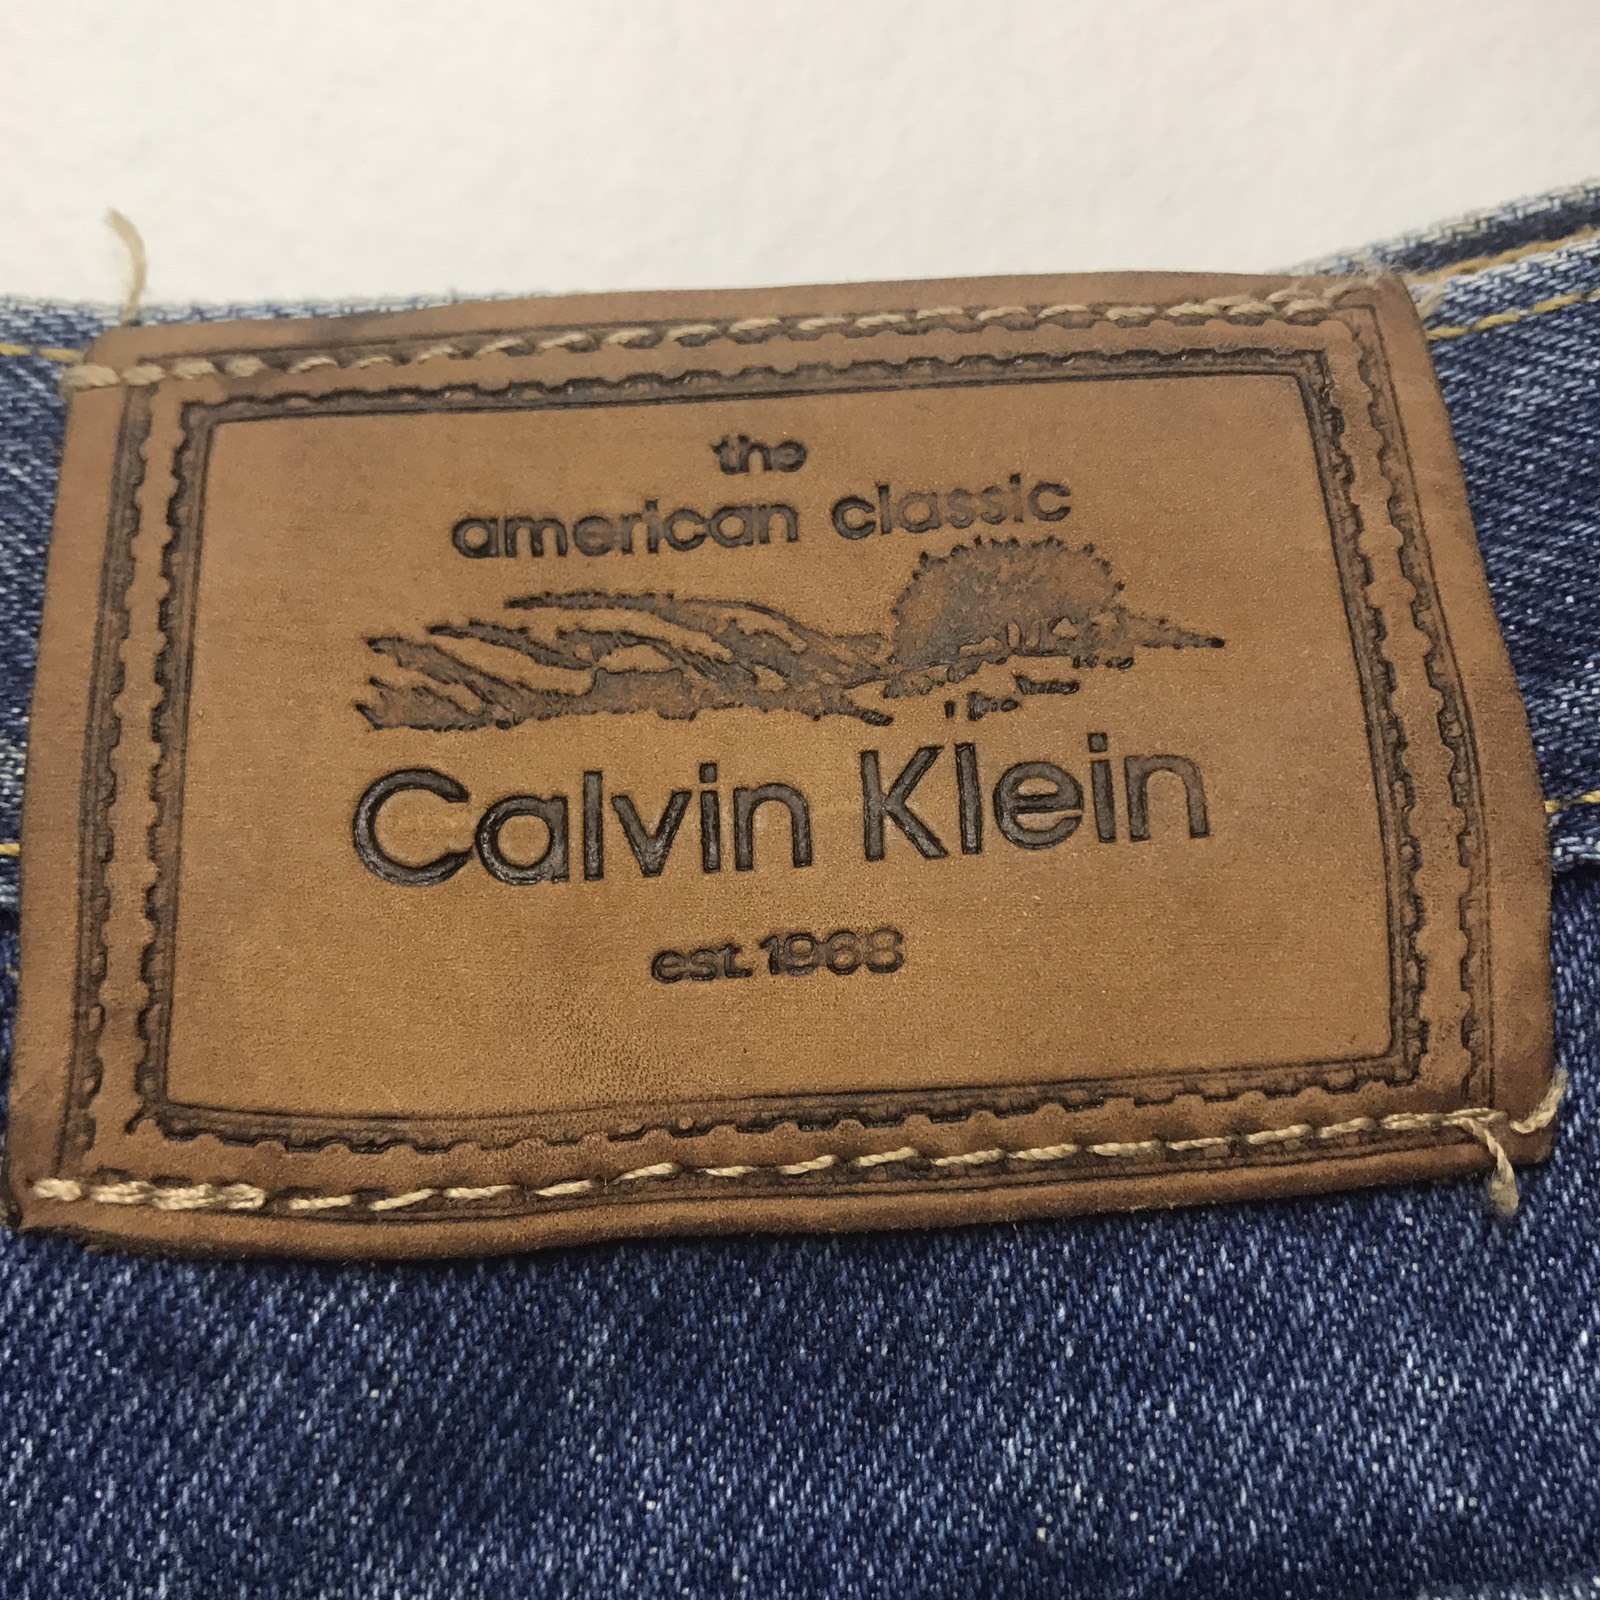 the
american classic
Calvin Klein
est. 1968